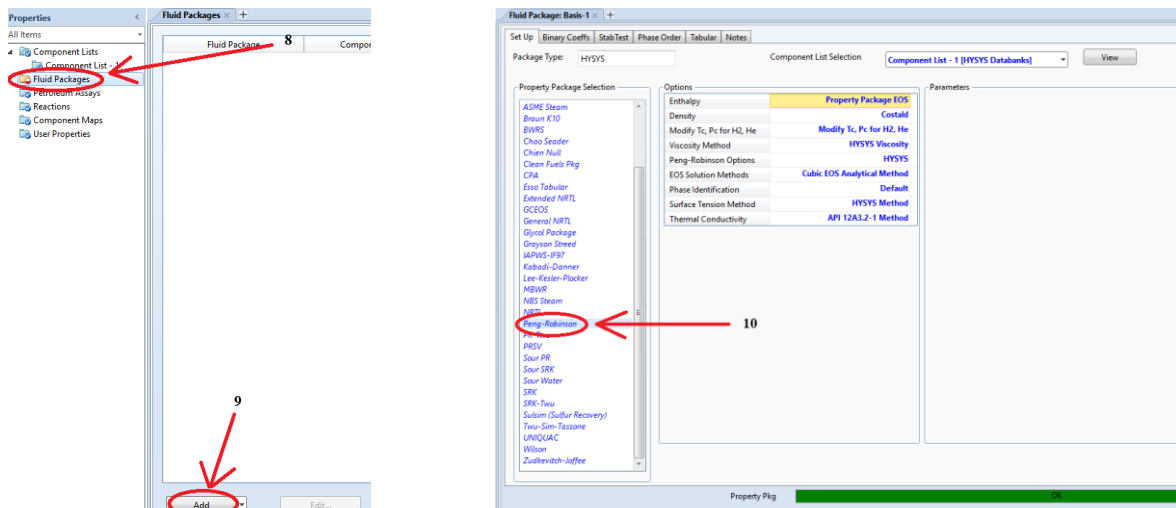 Properties <
All Items
Component Lists
Component List - 1
Fluid Packages
Petroleum Assays
Reactions
Component Maps
User Properties
Fluid Packages × +
8
Fluid Package
Compor
9
Add
Edit...
Fluid Package: Basis-1 × +
Set Up Binary Coeffs StabTest Phase Order Tabular Notes
Package Type: HYSYS Component List Selection Component List - 1 [HYSYS Databanks] View
Property Package Selection
ASME Steam
Braun K10
BWRS
Chao Seader
Chien Null
Clean Fuels Pkg
CPA
Esso Tabular
Extended NRTL
GCEOS
General NRTL
Glycol Package
Grayson Streed
IAPWS-IF97
Kabadi-Danner
Lee-Kesler-Plocker
MBWR
NBS Steam
NRTL
Peng-Robinson
10
PR-Twu
PRSV
Sour PR
Sour SRK
Sour Water
SRK
SRK-Twu
Sulsim (Sulfur Recovery)
Twu-Sim-Tassone
UNIQUAC
Wilson
Zudkevitch-Joffee
Options
Enthalpy Property Package EOS
Density Costald
Modify Tc, Pc for H2, He Modify Tc, Pc for H2, He
Viscosity Method HYSYS Viscosity
Peng-Robinson Options HYSYS
EOS Solution Methods Cubic EOS Analytical Method
Phase Identification Default
Surface Tension Method HYSYS Method
Thermal Conductivity API 12A3.2-1 Method
Parameters
Property Pkg OK